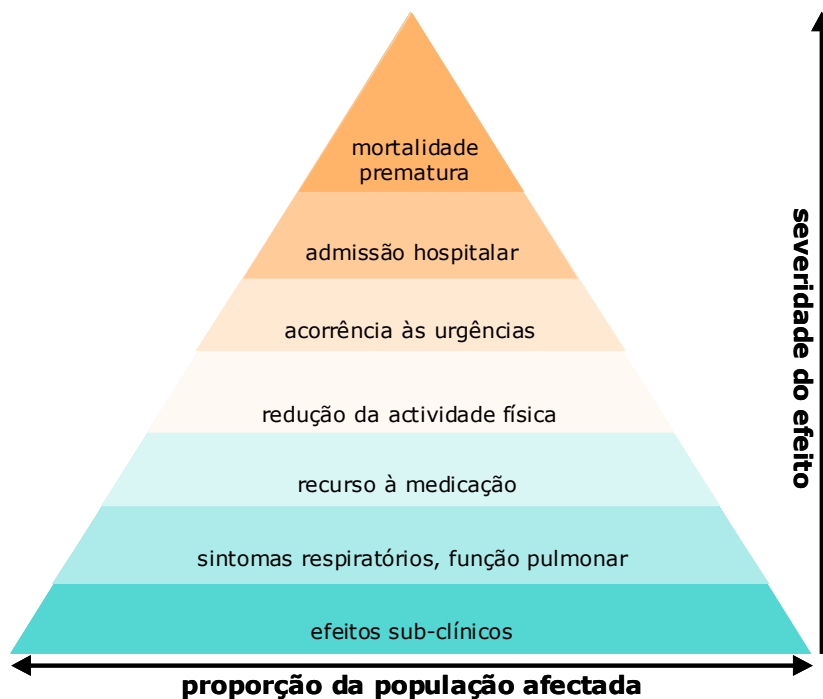 mortalidade
prematura
admissão hospitalar
acorrência às urgências
redução da actividade física
recurso à medicação
sintomas respiratórios, função pulmonar
efeitos sub-clínicos
proporção da população afectada
severidade do efeito